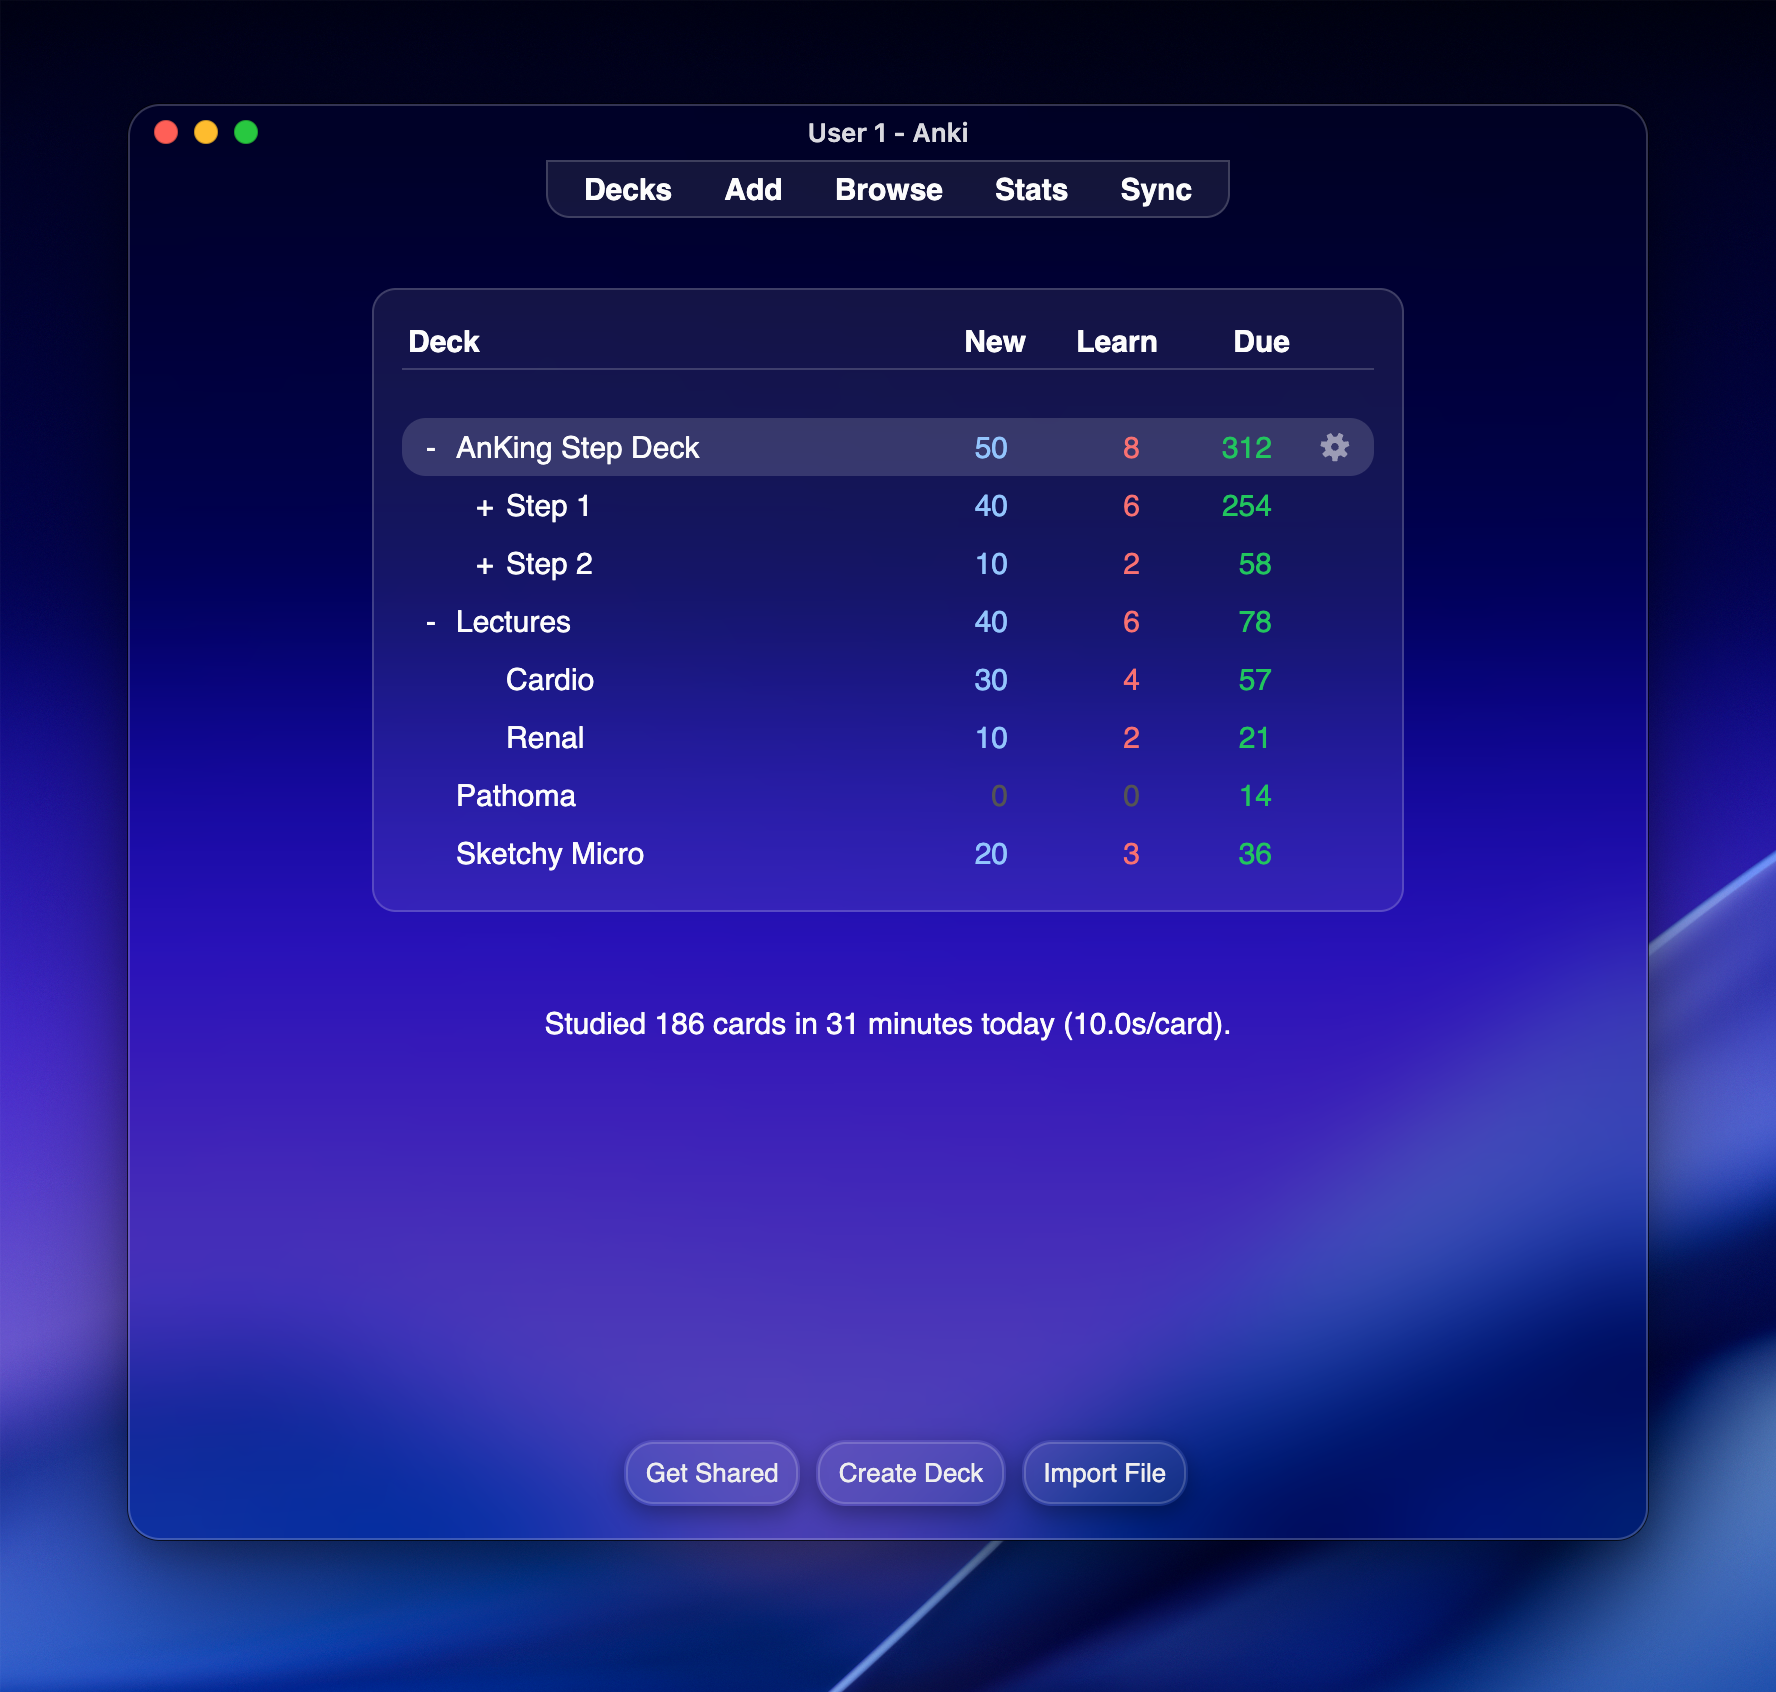 User 1 - Anki
Decks Add Browse Stats Sync
Deck New Learn Due
- AnKing Step Deck 50 8 312
+ Step 1 40 6 254
+ Step 2 10 2 58
- Lectures 40 6 78
Cardio 30 4 57
Renal 10 2 21
Pathoma 0 0 14
Sketchy Micro 20 3 36
Studied 186 cards in 31 minutes today (10.0s/card).
Get Shared Create Deck Import File